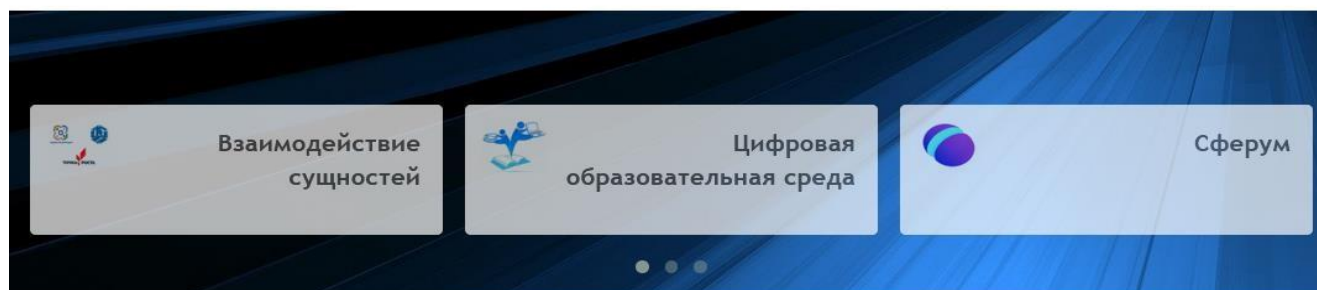 Взаимодействие
сущностей
Цифровая
образовательная среда
Сферум